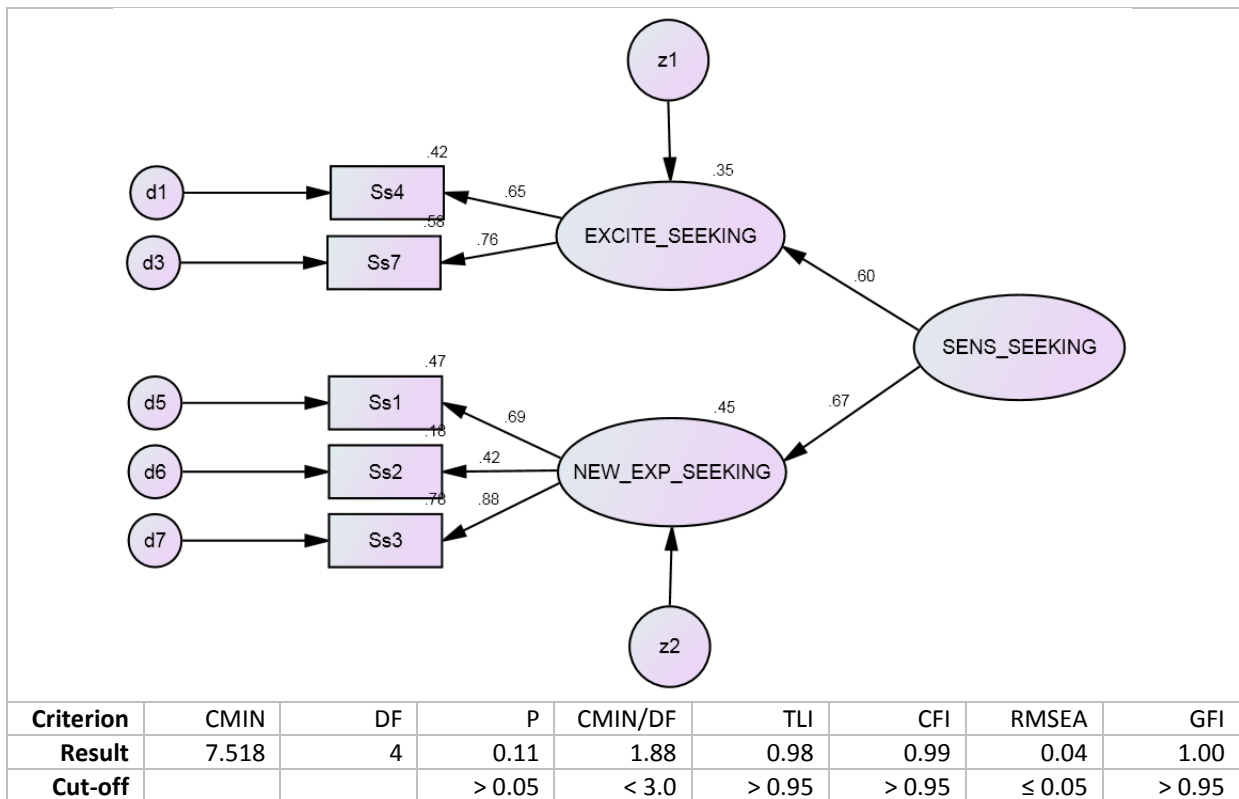 z1
.42
.35
d1
Ss4
.65
EXCITE_SEEKING
.58
.76
d3
Ss7
.60
SENS_SEEKING
.47
.45
.67
d5
Ss1
.69
.18
.42
d6
Ss2
NEW_EXP_SEEKING
.78
.88
d7
Ss3
z2
Criterion CMIN DF P CMIN/DF TLI CFI RMSEA GFI
Result 7.518 4 0.11 1.88 0.98 0.99 0.04 1.00
Cut-off > 0.05 < 3.0 > 0.95 > 0.95 ≤ 0.05 > 0.95